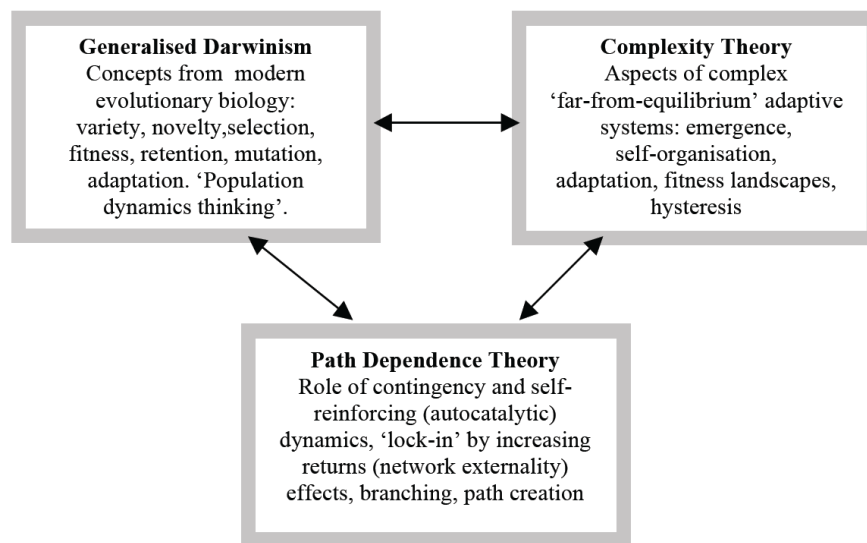 Generalised Darwinism
Concepts from  modern
evolutionary biology:
variety, novelty,selection,
fitness, retention, mutation,
adaptation. ‘Population
dynamics thinking’.
Complexity Theory
Aspects of complex
‘far-from-equilibrium’ adaptive
systems: emergence,
self-organisation,
adaptation, fitness landscapes,
hysteresis
Path Dependence Theory
Role of contingency and self-
reinforcing (autocatalytic)
dynamics, ‘lock-in’ by increasing
returns (network externality)
effects, branching, path creation